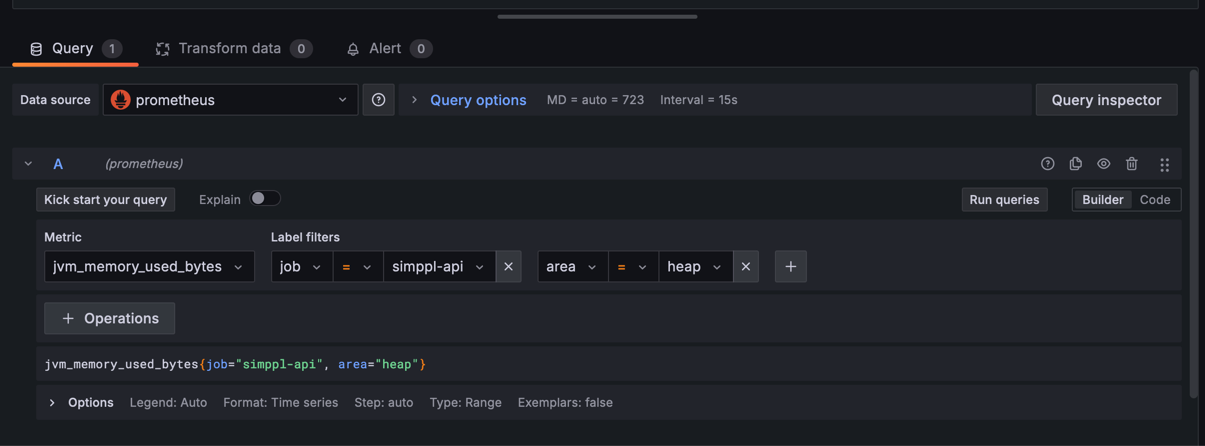 Query 1 Transform data 0 Alert 0
Data source prometheus Query options MD = auto = 723 Interval = 15s Query inspector
A (prometheus)
Kick start your query Explain Run queries Builder Code
Metric Label filters
jvm_memory_used_bytes job = simppl-api area = heap
+ Operations
jvm_memory_used_bytes{job="simppl-api", area="heap"}
Options Legend: Auto Format: Time series Step: auto Type: Range Exemplars: false